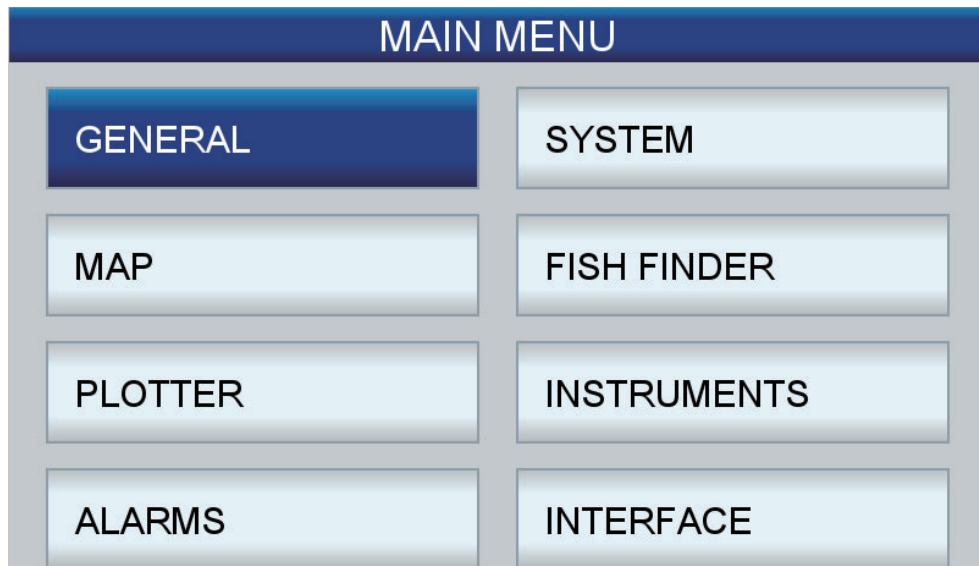 MAIN MENU
GENERAL
SYSTEM
MAP
FISH FINDER
PLOTTER
INSTRUMENTS
ALARMS
INTERFACE